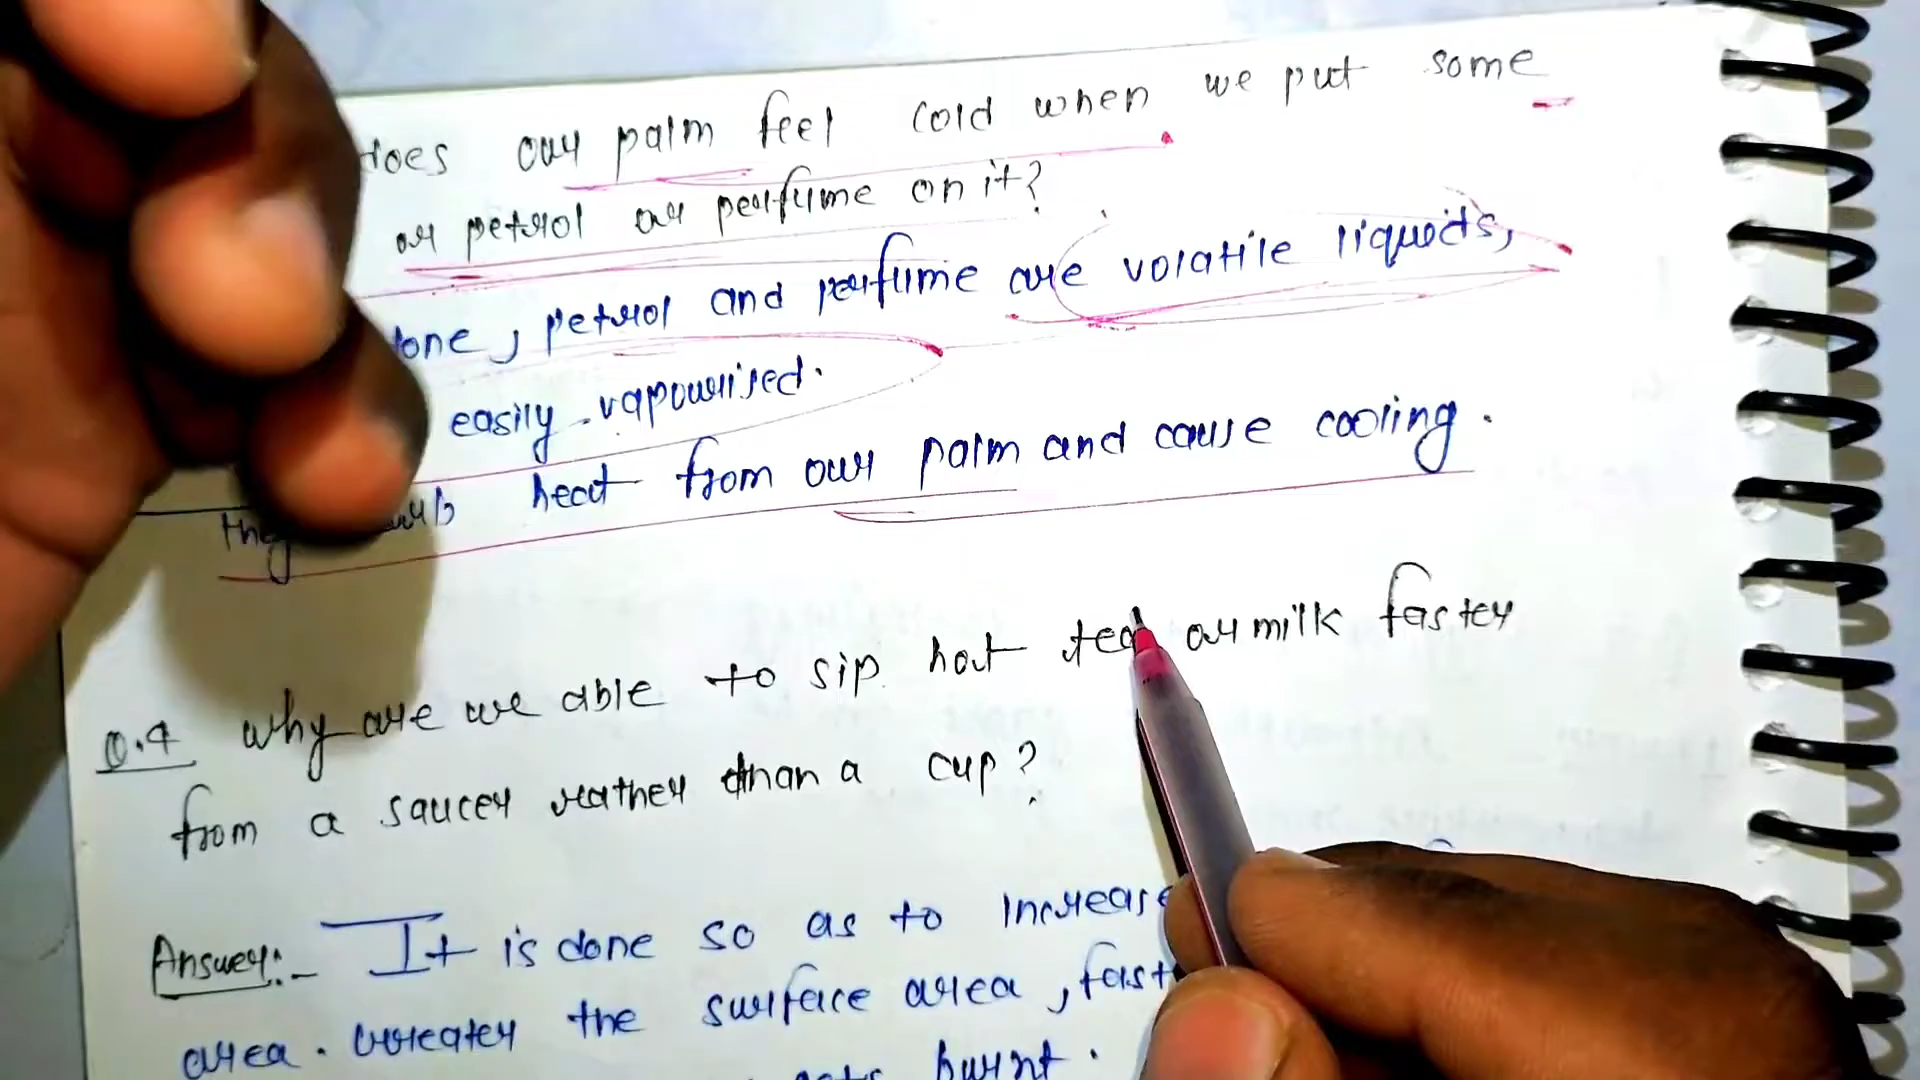 does our palm feel cold when we put some
or petrol or perfume on it?
petrol and perfume are volatile liquids,
easily vapourised.
heat from our palm and cause cooling.
Q.4 Why are we able to sip hot tea or milk faster
from a saucer rather than a cup?
Answer:- It is done so as to increase
area. Greater the surface area,
burnt.